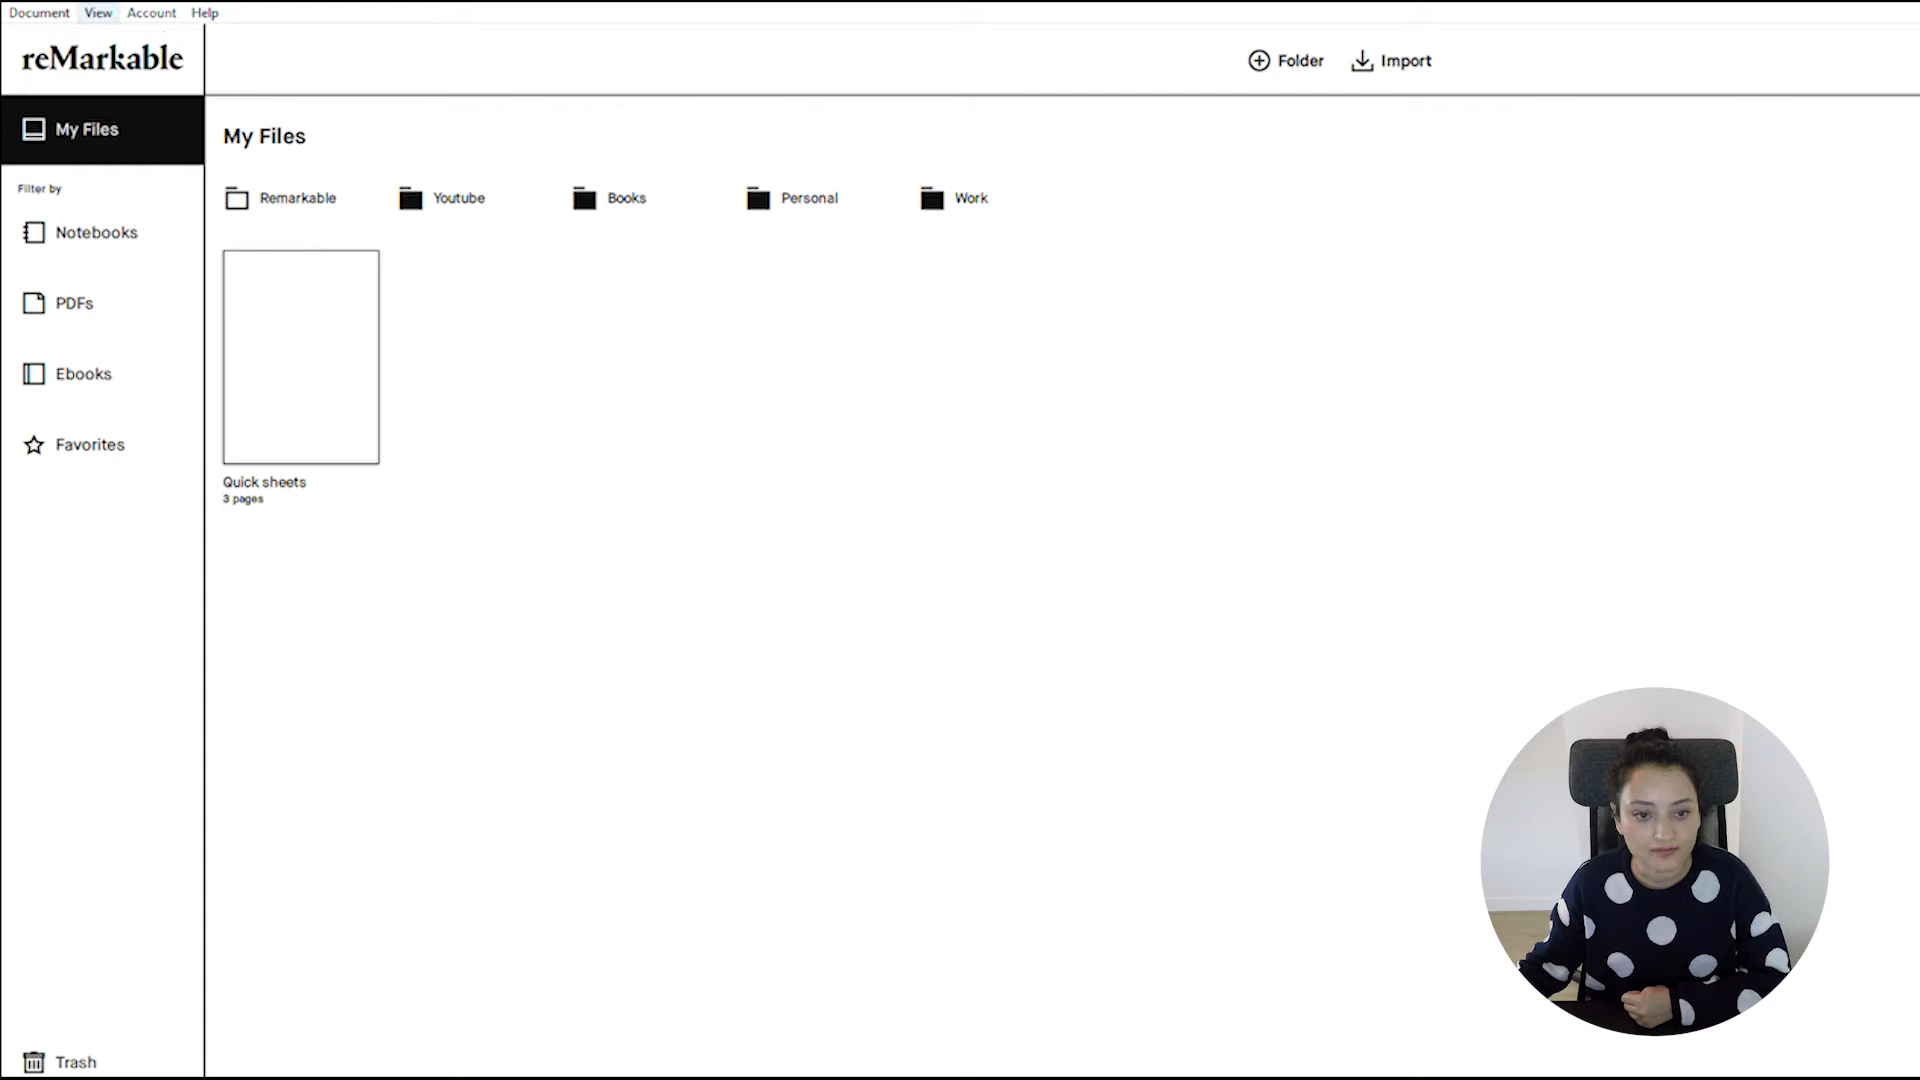 Document View Account Help
reMarkable
Folder Import
My Files
My Files
Filter by
Remarkable Youtube Books Personal Work
Notebooks
PDFs
Ebooks
Favorites
Quick sheets
3 pages
Trash